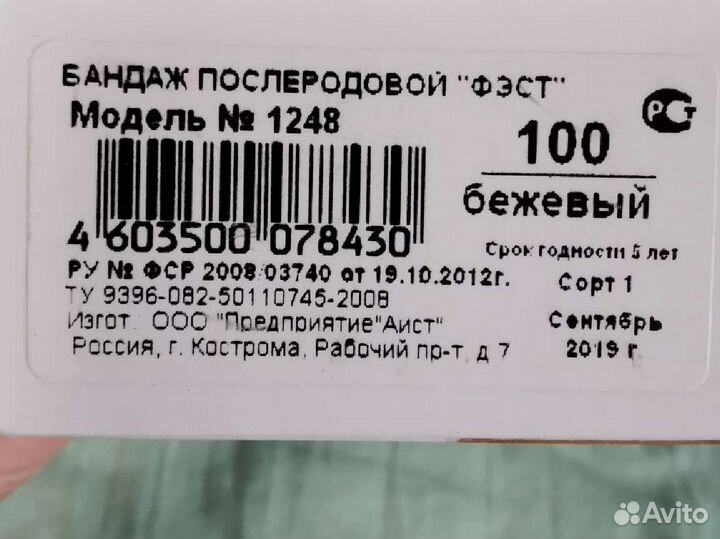 БАНДАЖ ПОСЛЕРОДОВОЙ "ФЭСТ"
Модель № 1248
РСТ
100
бежевый
4 603500 078430
Срок годности 5 лет
РУ № ФСР 2008/03740 от 19.10.2012г.
Сорт 1
ТУ 9396-082-50110745-2008
Изгот. ООО "Предприятие"Аист"
Сентябрь
Россия, г. Кострома, Рабочий пр-т, д 7
2019 г.
Avito